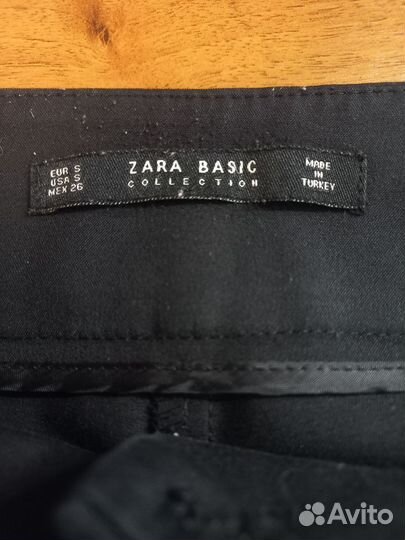 EUR S
USA S
MEX 26
ZARA BASIC
COLLECTION
MADE
IN
TURKEY
Avito